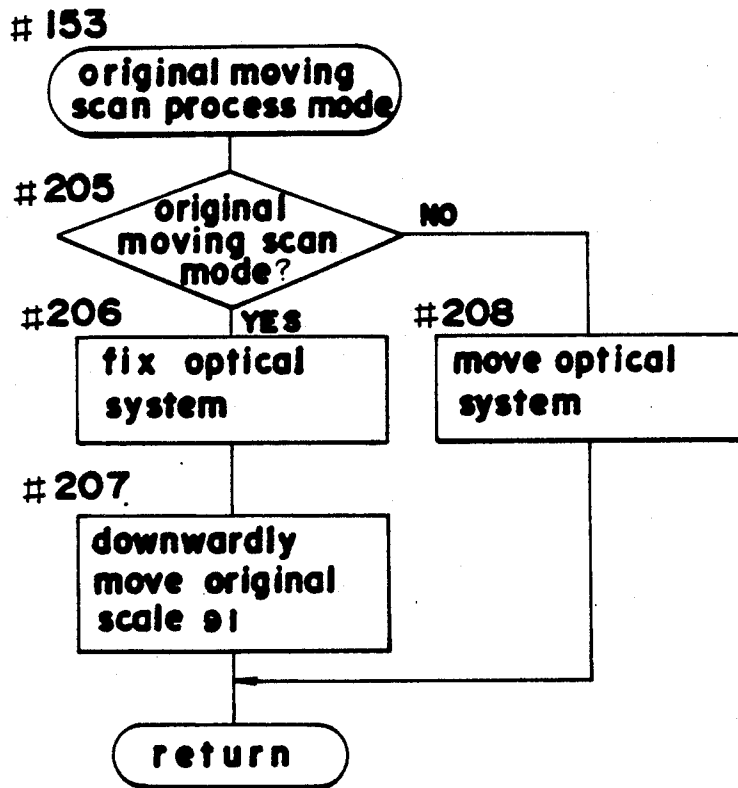 #153
original moving
scan process mode
#205
original
moving scan
mode?
NO
YES
#206
fix optical
system
#208
move optical
system
#207
downwardly
move original
scale 91
return